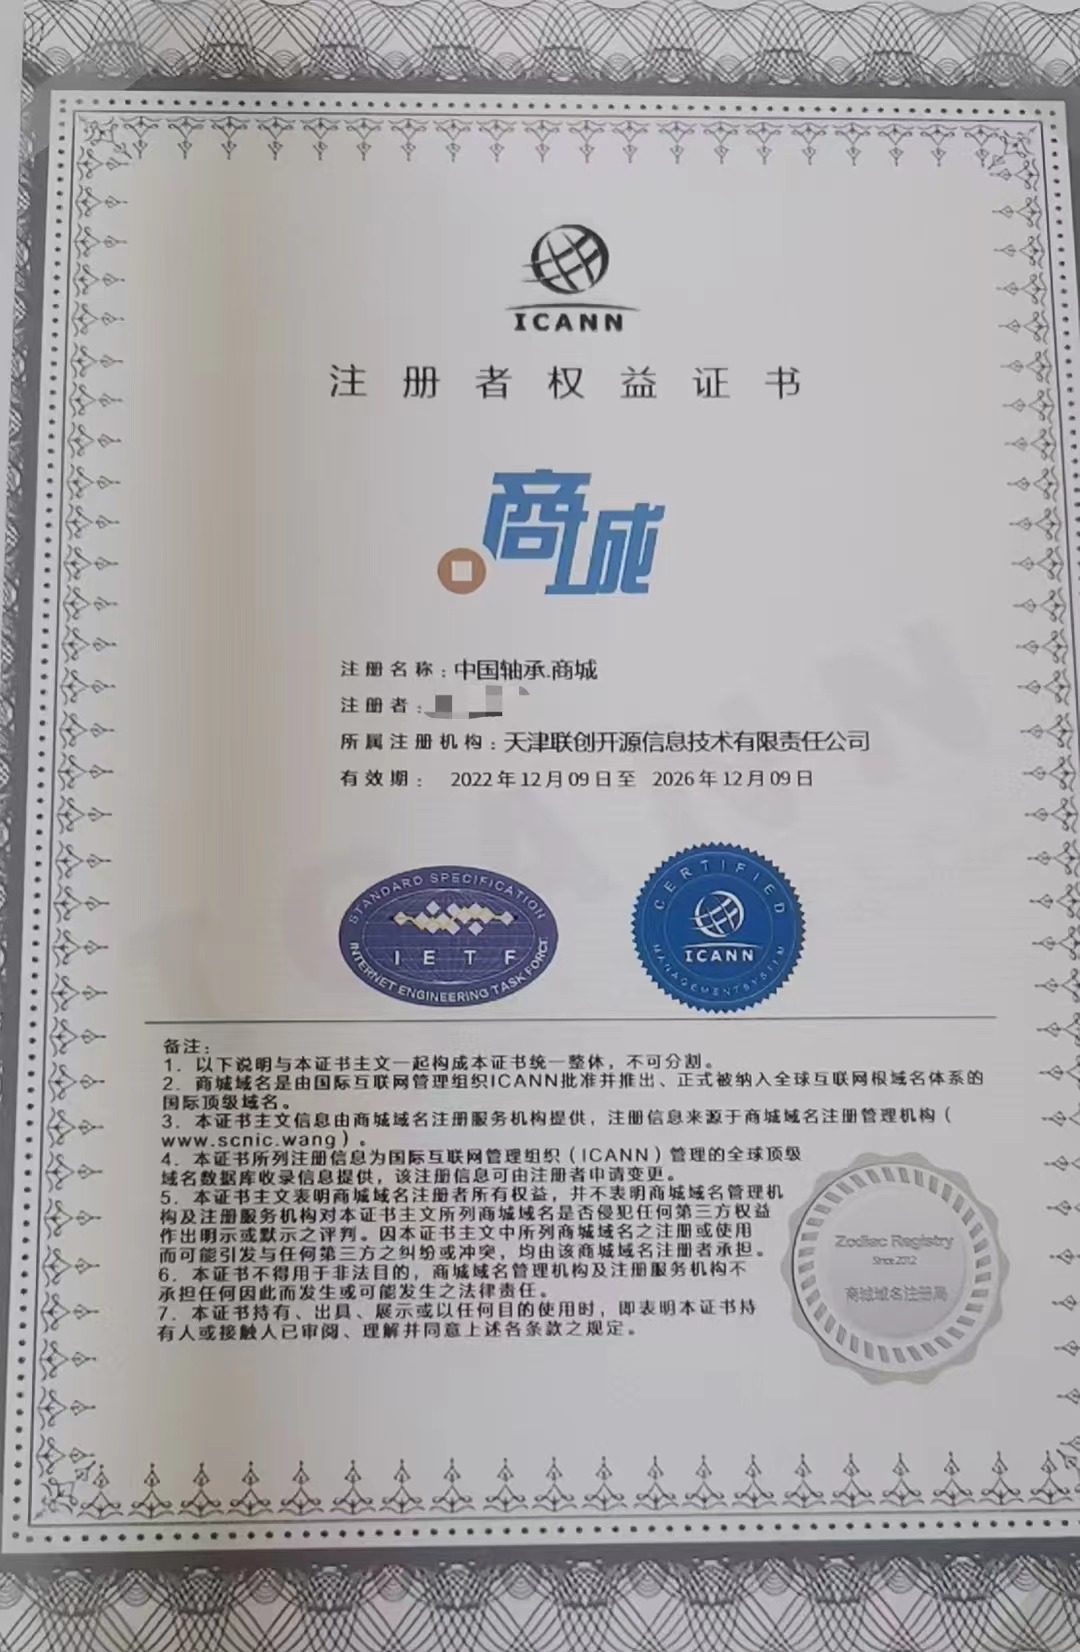 ICANN
注册者权益证书
商城
注册名称：中国轴承.商城
注册者：
所属注册机构：天津联创开源信息技术有限责任公司
有效期： 2022年12月09日至 2026年12月09日
STANDARD SPECIFICATION
IETF
INTERNET ENGINEERING TASK FORCE
CERTIFIED
ICANN
MANAGEMENT SYSTEM
备注：
1．以下说明与本证书主文一起构成本证书统一整体，不可分割。
2．商城域名是由国际互联网管理组织ICANN批准并推出、正式被纳入全球互联网根域名体系的
国际顶级域名。
3．本证书主文信息由商城域名注册服务机构提供，注册信息来源于商城域名注册管理机构（
www.scnic.wang）。
4．本证书所列注册信息为国际互联网管理组织（ICANN）管理的全球顶级
域名数据库收录信息提供，该注册信息可由注册者申请变更。
5．本证书主文表明商城域名注册者所有权益，并不表明商城域名管理机
构及注册服务机构对本证书主文所列商城域名是否侵犯任何第三方权益
作出明示或默示之评判。因本证书主文中所列商城域名之注册或使用
而可能引发与任何第三方之纠纷或冲突，均由该商城域名注册者承担。
6．本证书不得用于非法目的，商城域名管理机构及注册服务机构不
承担任何因此而发生或可能发生之法律责任。
7．本证书持有、出具、展示或以任何目的使用时，即表明本证书持
有人或接触人已审阅、理解并同意上述各条款之规定。
Zodiac Registry
Since 2012
商城域名注册局